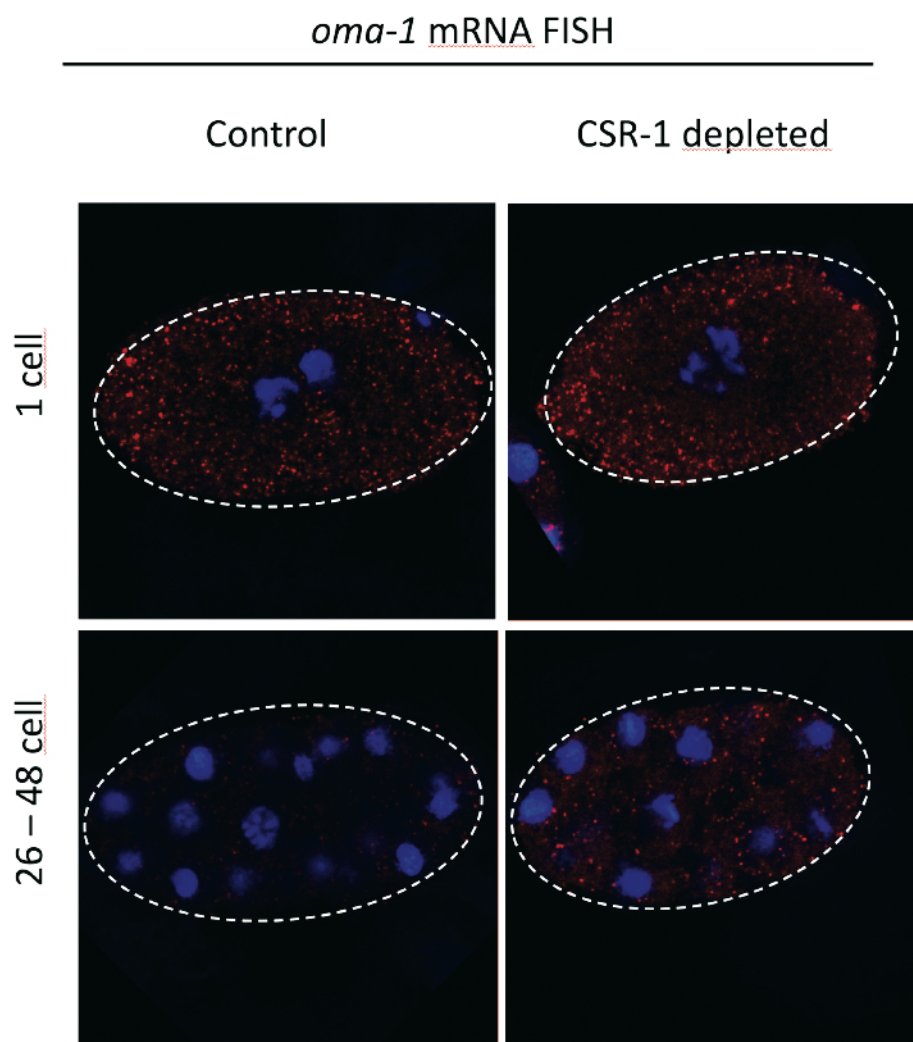 oma-1 mRNA FISH
Control
CSR-1 depleted
1 cell
26 – 48 cell